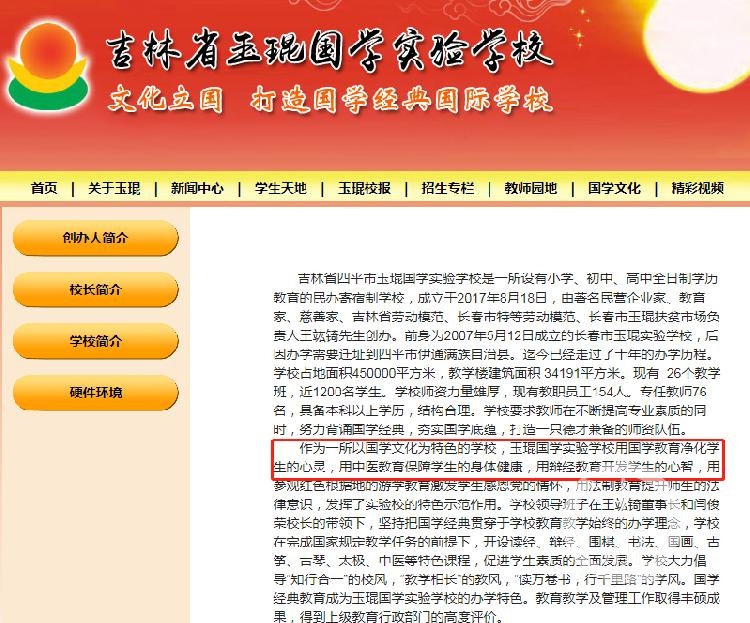 吉林省玉琨国学实验学校
文化立国 打造国学经典国际学校
首页 | 关于玉琨 | 新闻中心 | 学生天地 | 玉琨校报 | 招生专栏 | 教师园地 | 国学文化 | 精彩视频
创办人简介
校长简介
学校简介
硬件环境
吉林省四平市玉琨国学实验学校是一所设有小学、初中、高中全日制学历
教育的民办寄宿制学校，成立于2017年8月18日，由著名民营企业家、教育
家、慈善家、吉林省劳动模范、长春市特等劳动模范、长春市玉琨扶贫市场负
责人王竑锜先生创办。前身为2007年5月12日成立的长春市玉琨实验学校，后
因办学需要迁址到四平市伊通满族自治县。迄今已经走过了十年的办学历程。
学校占地面积450000平方米，教学楼建筑面积 34191平方米。现有 26个教学
班，近1200名学生。学校师资力量雄厚，现有教职员工154人。专任教师76
名，具备本科以上学历，结构合理。学校要求教师在不断提高专业素质的同
时，努力背诵国学经典，夯实国学底蕴，打造一只德才兼备的师资队伍。
作为一所以国学文化为特色的学校，玉琨国学实验学校用国学教育净化学
生的心灵，用中医教育保障学生的身体健康，用辩经教育开发学生的心智，用
参观红色根据地的游学教育激发学生感恩党的情怀，用法制教育提升师生的法
律意识，发挥了实验校的特色示范作用。学校领导班子在王竑锜董事长和闫俊
荣校长的带领下，坚持把国学经典贯穿于学校教育教学始终的办学理念，学校
在完成国家规定教学任务的前提下，开设读经、辩经、围棋、书法、国画、古
筝、古琴、太极、中医等特色课程，促进学生素质的全面发展。学校大力倡
导“知行合一”的校风，“教学相长”的教风，“读万卷书，行千里路”的学风。国学
经典教育成为玉琨国学实验学校的办学特色。教育教学及管理工作取得丰硕成
果，得到上级教育行政部门的高度评价。